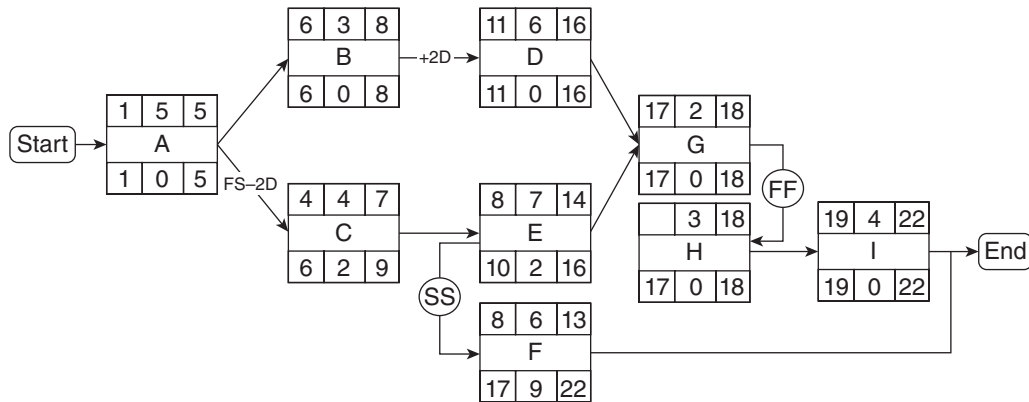 6 3 8
B
6 0 8
+2D
11 6 16
D
11 0 16
Start
1 5 5
A
1 0 5
FS–2D
4 4 7
C
6 2 9
8 7 14
E
10 2 16
SS
8 6 13
F
17 9 22
17 2 18
G
17 0 18
FF
3 18
H
17 0 18
19 4 22
I
19 0 22
End